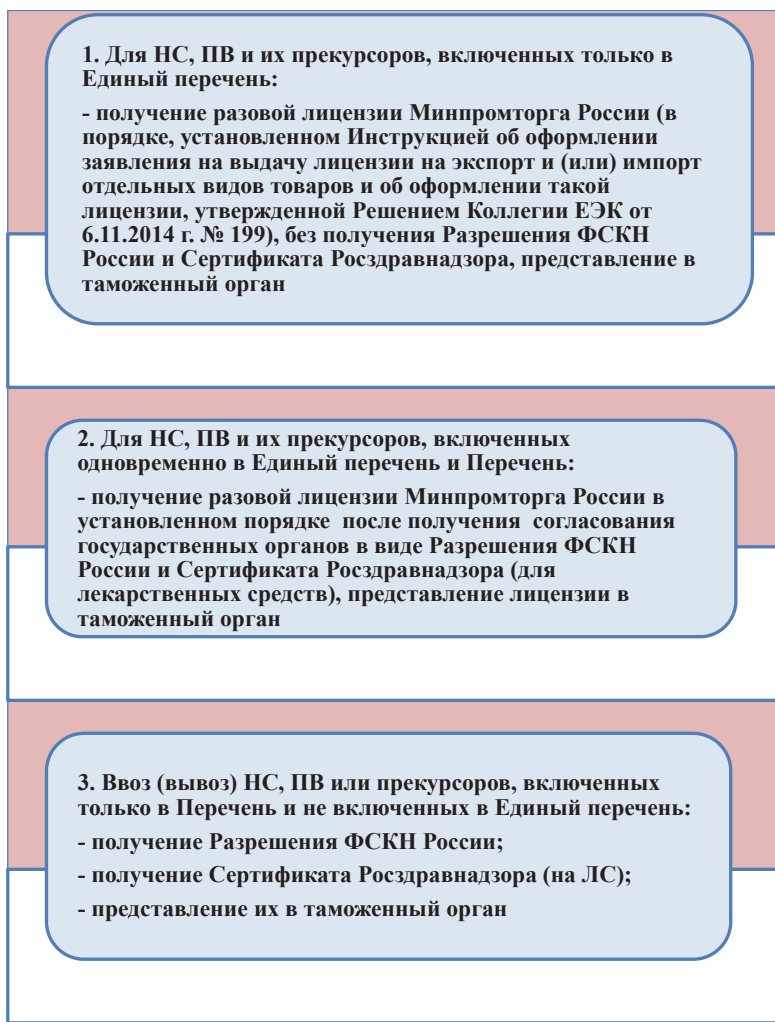 1. Для НС, ПВ и их прекурсоров, включенных только в
Единый перечень:
- получение разовой лицензии Минпромторга России (в
порядке, установленном Инструкцией об оформлении
заявления на выдачу лицензии на экспорт и (или) импорт
отдельных видов товаров и об оформлении такой
лицензии, утвержденной Решением Коллегии ЕЭК от
6.11.2014 г. № 199), без получения Разрешения ФСКН
России и Сертификата Росздравнадзора, представление в
таможенный орган
2. Для НС, ПВ и их прекурсоров, включенных
одновременно в Единый перечень и Перечень:
- получение разовой лицензии Минпромторга России в
установленном порядке после получения согласования
государственных органов в виде Разрешения ФСКН
России и Сертификата Росздравнадзора (для
лекарственных средств), представление лицензии в
таможенный орган
3. Ввоз (вывоз) НС, ПВ или прекурсоров, включенных
только в Перечень и не включенных в Единый перечень:
- получение Разрешения ФСКН России;
- получение Сертификата Росздравнадзора (на ЛС);
- представление их в таможенный орган